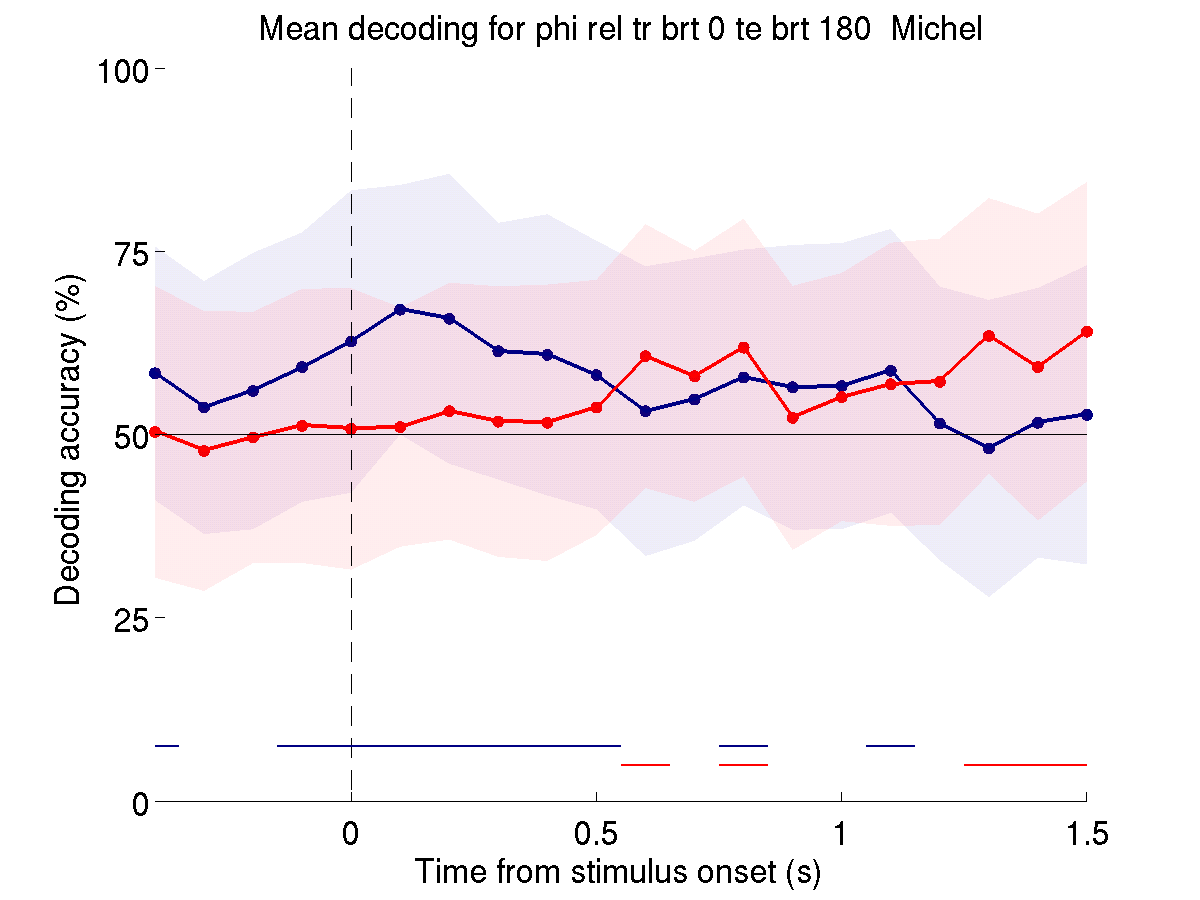 Mean decoding for phi rel tr brt 0 te brt 180  Michel
100
75
50
25
0
Decoding accuracy (%)
0 0.5 1 1.5
Time from stimulus onset (s)